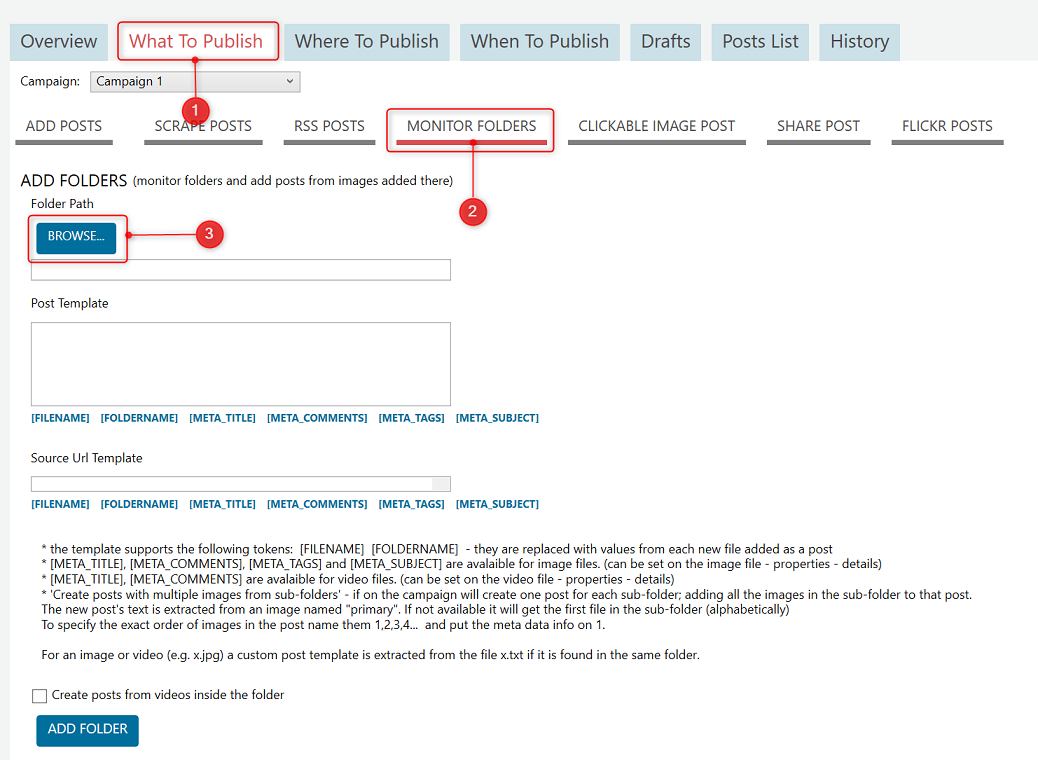 Overview What To Publish Where To Publish When To Publish Drafts Posts List History
Campaign: Campaign 1
1
ADD POSTS SCRAPE POSTS RSS POSTS MONITOR FOLDERS CLICKABLE IMAGE POST SHARE POST FLICKR POSTS
ADD FOLDERS (monitor folders and add posts from images added there)
Folder Path
2
BROWSE... 3
Post Template
[FILENAME] [FOLDERNAME] [META_TITLE] [META_COMMENTS] [META_TAGS] [META_SUBJECT]
Source Url Template
[FILENAME] [FOLDERNAME] [META_TITLE] [META_COMMENTS] [META_TAGS] [META_SUBJECT]
* the template supports the following tokens: [FILENAME] [FOLDERNAME] - they are replaced with values from each new file added as a post
* [META_TITLE], [META_COMMENTS], [META_TAGS] and [META_SUBJECT] are avalaible for image files. (can be set on the image file - properties - details)
* [META_TITLE], [META_COMMENTS] are avalaible for video files. (can be set on the video file - properties - details)
* 'Create posts with multiple images from sub-folders' - if on the campaign will create one post for each sub-folder; adding all the images in the sub-folder to that post.
The new post's text is extracted from an image named "primary". If not available it will get the first file in the sub-folder (alphabetically)
To specify the exact order of images in the post name them 1,2,3,4... and put the meta data info on 1.
For an image or video (e.g. x.jpg) a custom post template is extracted from the file x.txt if it is found in the same folder.
Create posts from videos inside the folder
ADD FOLDER